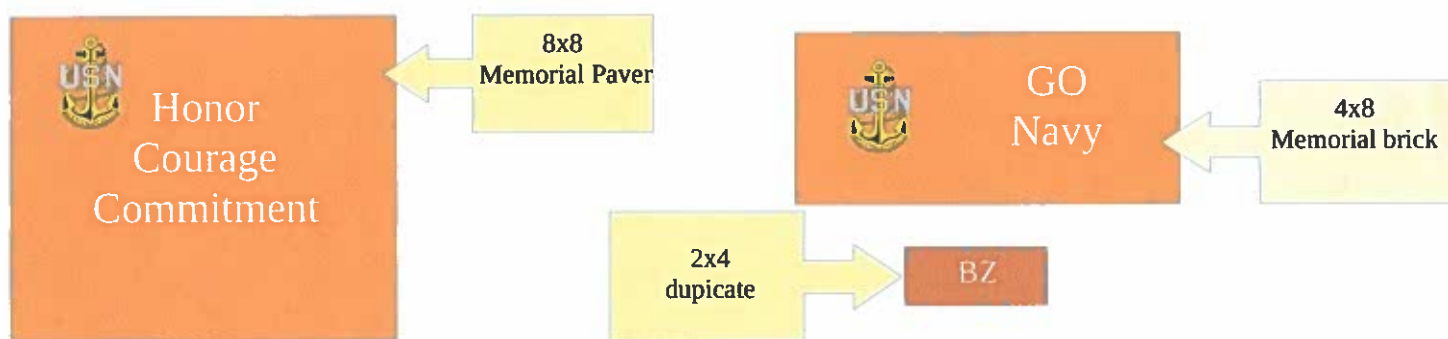 USN
Honor
Courage
Commitment
8x8
Memorial Paver
USN
GO
Navy
4x8
Memorial brick
2x4
dupicate
BZ